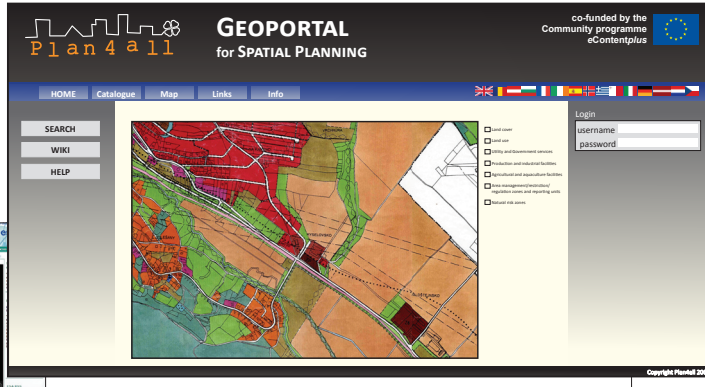 Plan4all
GEOPORTAL
for SPATIAL PLANNING
co-funded by the
Community programme
eContentplus
HOME Catalogue Map Links Info
SEARCH
WIKI
HELP
Land cover
Land use
Utility and Government services
Production and industrial facilities
Agricultural and aquaculture facilities
Area management/restriction/
regulation zones and reporting units
Natural risk zones
Login
username
password
Copyright Plan4all 200